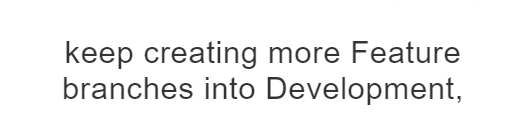 keep creating more Feature
branches into Development,